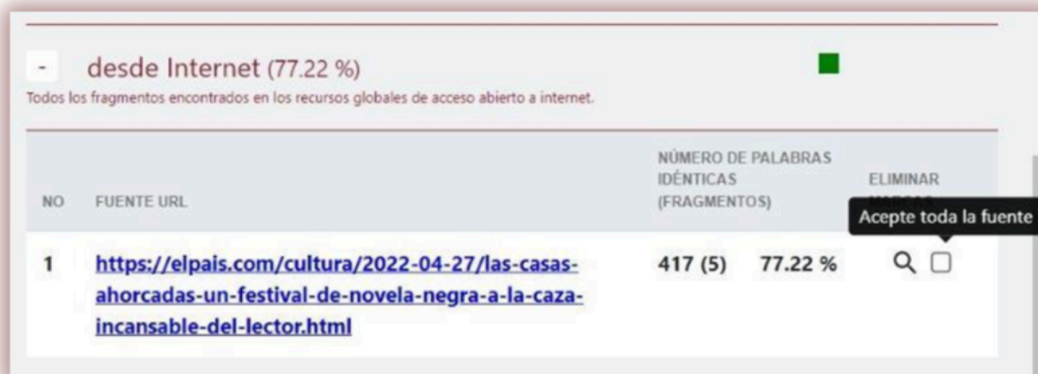 - desde Internet (77.22 %)
Todos los fragmentos encontrados en los recursos globales de acceso abierto a internet.
NÚMERO DE PALABRAS
IDÉNTICAS
(FRAGMENTOS)
ELIMINAR
NO FUENTE URL
Acepte toda la fuente
1 https://elpais.com/cultura/2022-04-27/las-casas-
ahorcadas-un-festival-de-novela-negra-a-la-caza-
incansable-del-lector.html
417 (5) 77.22 %